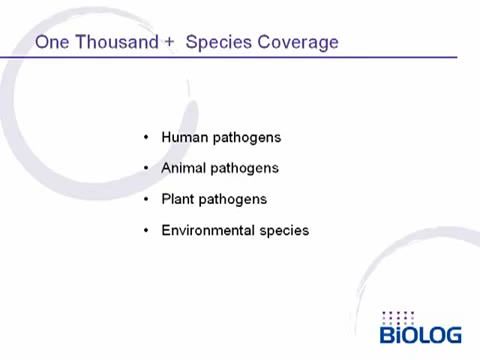 One Thousand + Species Coverage
• Human pathogens
• Animal pathogens
• Plant pathogens
• Environmental species
BiOLOG